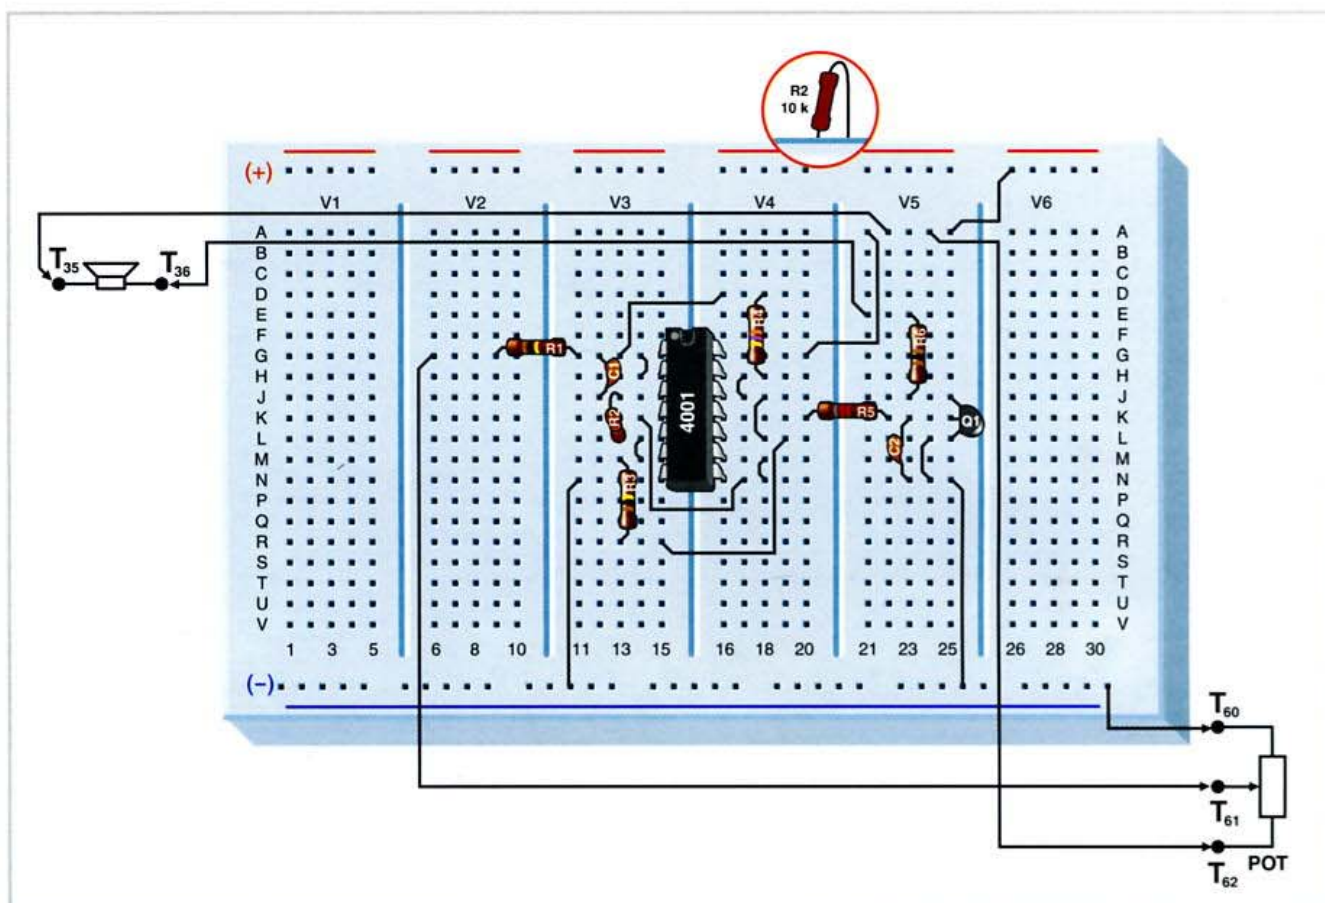 R2
10 k
(+)
V1 V2 V3 V4 V5 V6
A A
B B
T35 T36
C C
D D
E E
R4
F F
R1 R6
G G
C1
H H
J J
4001
R2 R5 Q1
K K
L L
C2
M M
R3
N N
P P
Q Q
R R
S S
T T
U U
V V
1 3 5 6 8 10 11 13 15 16 18 20 21 23 25 26 28 30
(-)
T60
T61
T62
POT